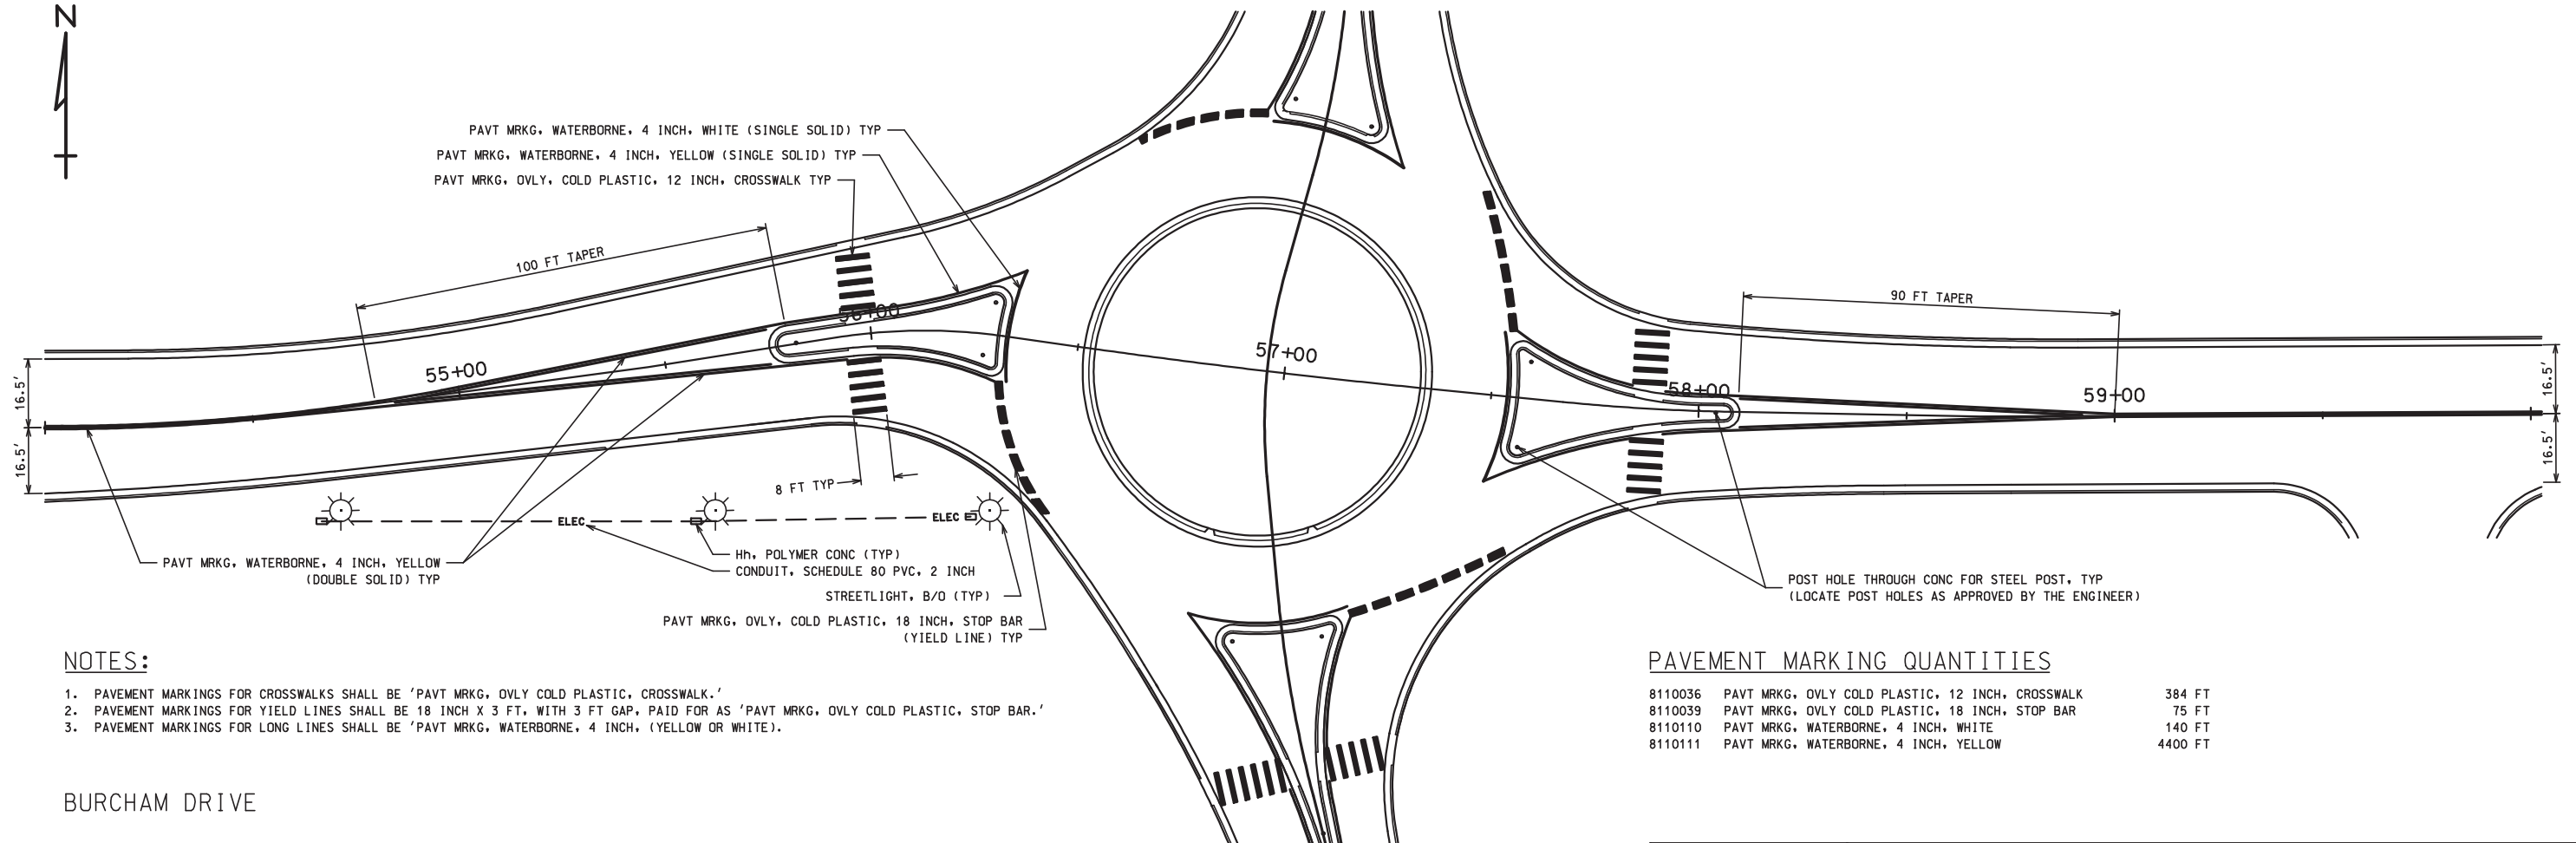 N
PAVT MRKG, WATERBORNE, 4 INCH, WHITE (SINGLE SOLID) TYP
PAVT MRKG, WATERBORNE, 4 INCH, YELLOW (SINGLE SOLID) TYP
PAVT MRKG, OVLY, COLD PLASTIC, 12 INCH, CROSSWALK TYP
100 FT TAPER
90 FT TAPER
55+00
56+00
57+00
58+00
59+00
16.5'
16.5'
16.5'
16.5'
8 FT TYP
ELEC
ELEC
PAVT MRKG, WATERBORNE, 4 INCH, YELLOW
(DOUBLE SOLID) TYP
Hh, POLYMER CONC (TYP)
CONDUIT, SCHEDULE 80 PVC, 2 INCH
STREETLIGHT, B/O (TYP)
PAVT MRKG, OVLY, COLD PLASTIC, 18 INCH, STOP BAR
(YIELD LINE) TYP
POST HOLE THROUGH CONC FOR STEEL POST, TYP
(LOCATE POST HOLES AS APPROVED BY THE ENGINEER)
NOTES:
1. PAVEMENT MARKINGS FOR CROSSWALKS SHALL BE 'PAVT MRKG, OVLY COLD PLASTIC, CROSSWALK.'
2. PAVEMENT MARKINGS FOR YIELD LINES SHALL BE 18 INCH X 3 FT, WITH 3 FT GAP, PAID FOR AS 'PAVT MRKG, OVLY COLD PLASTIC, STOP BAR.'
3. PAVEMENT MARKINGS FOR LONG LINES SHALL BE 'PAVT MRKG, WATERBORNE, 4 INCH, (YELLOW OR WHITE).
PAVEMENT MARKING QUANTITIES
8110036 PAVT MRKG, OVLY COLD PLASTIC, 12 INCH, CROSSWALK 384 FT
8110039 PAVT MRKG, OVLY COLD PLASTIC, 18 INCH, STOP BAR 75 FT
8110110 PAVT MRKG, WATERBORNE, 4 INCH, WHITE 140 FT
8110111 PAVT MRKG, WATERBORNE, 4 INCH, YELLOW 4400 FT
BURCHAM DRIVE